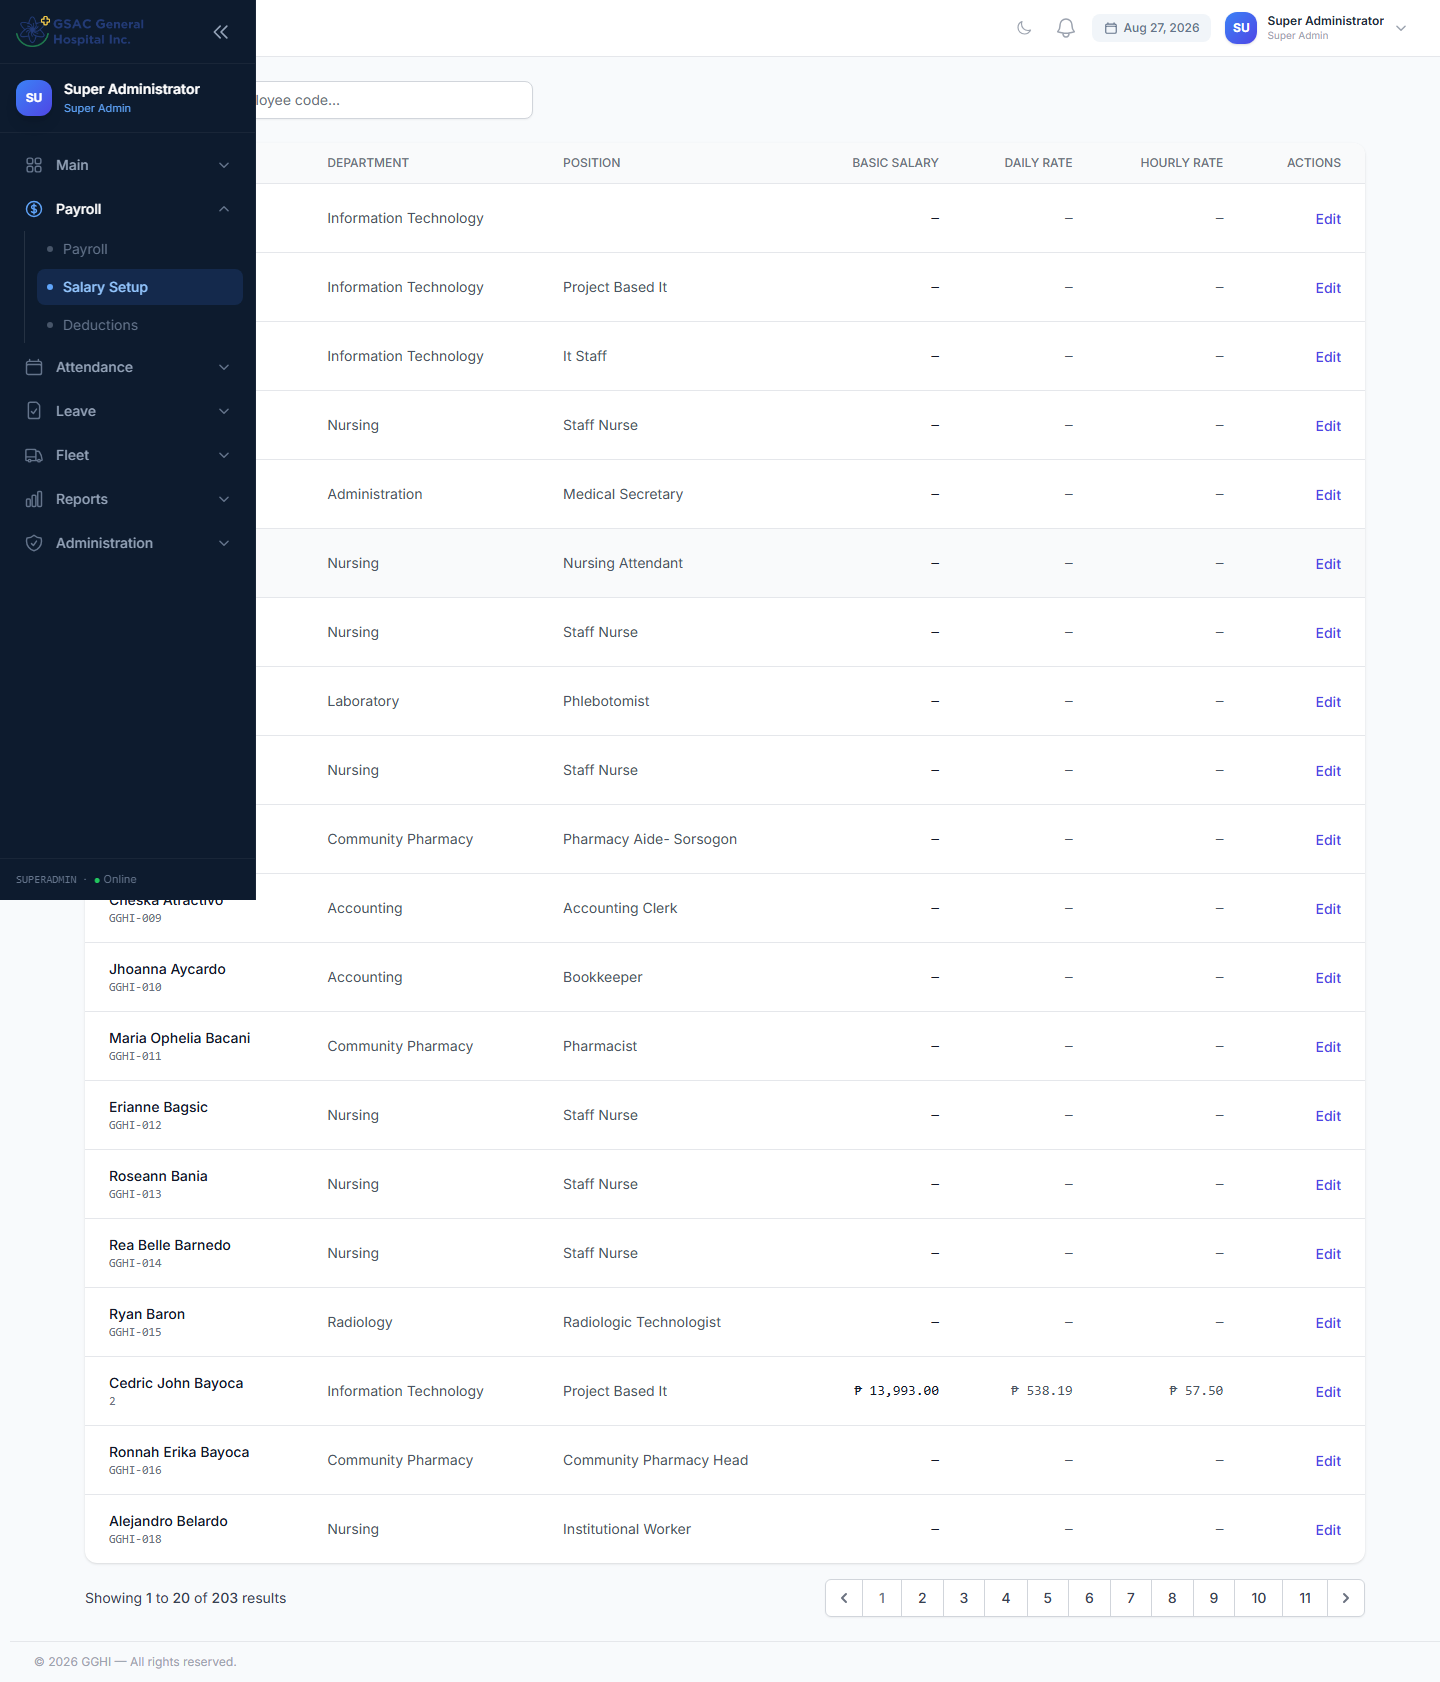 GSAC General
Hospital Inc.
Aug 27, 2026
SU
Super Administrator
Super Admin
SU
Super Administrator
Super Admin
Main
Payroll
Payroll
Salary Setup
Deductions
Attendance
Leave
Fleet
Reports
Administration
SUPERADMIN · Online
loyee code...
DEPARTMENT POSITION BASIC SALARY DAILY RATE HOURLY RATE ACTIONS
Information Technology — — — Edit
Information Technology Project Based It — — — Edit
Information Technology It Staff — — — Edit
Nursing Staff Nurse — — — Edit
Administration Medical Secretary — — — Edit
Nursing Nursing Attendant — — — Edit
Nursing Staff Nurse — — — Edit
Laboratory Phlebotomist — — — Edit
Nursing Staff Nurse — — — Edit
Community Pharmacy Pharmacy Aide- Sorsogon — — — Edit
Cheska Atractivo
GGHI-009
Accounting Accounting Clerk — — — Edit
Jhoanna Aycardo
GGHI-010
Accounting Bookkeeper — — — Edit
Maria Ophelia Bacani
GGHI-011
Community Pharmacy Pharmacist — — — Edit
Erianne Bagsic
GGHI-012
Nursing Staff Nurse — — — Edit
Roseann Bania
GGHI-013
Nursing Staff Nurse — — — Edit
Rea Belle Barnedo
GGHI-014
Nursing Staff Nurse — — — Edit
Ryan Baron
GGHI-015
Radiology Radiologic Technologist — — — Edit
Cedric John Bayoca
2
Information Technology Project Based It ₱ 13,993.00 ₱ 538.19 ₱ 57.50 Edit
Ronnah Erika Bayoca
GGHI-016
Community Pharmacy Community Pharmacy Head — — — Edit
Alejandro Belardo
GGHI-018
Nursing Institutional Worker — — — Edit
Showing 1 to 20 of 203 results
1 2 3 4 5 6 7 8 9 10 11
© 2026 GGHI — All rights reserved.